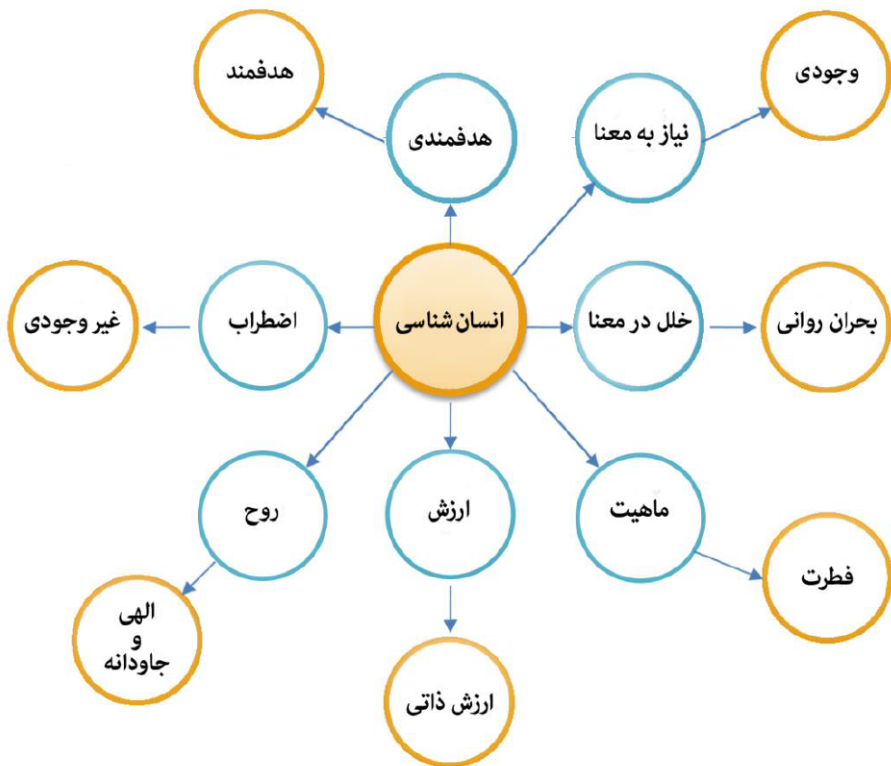 هدفمند
وجودی
هدفمندی
نیاز به معنا
غیر وجودی
اضطراب
انسان شناسی
خلل در معنا
بحران روانی
روح
ارزش
ماهیت
فطرت
الهی
و
جاودانه
ارزش ذاتی